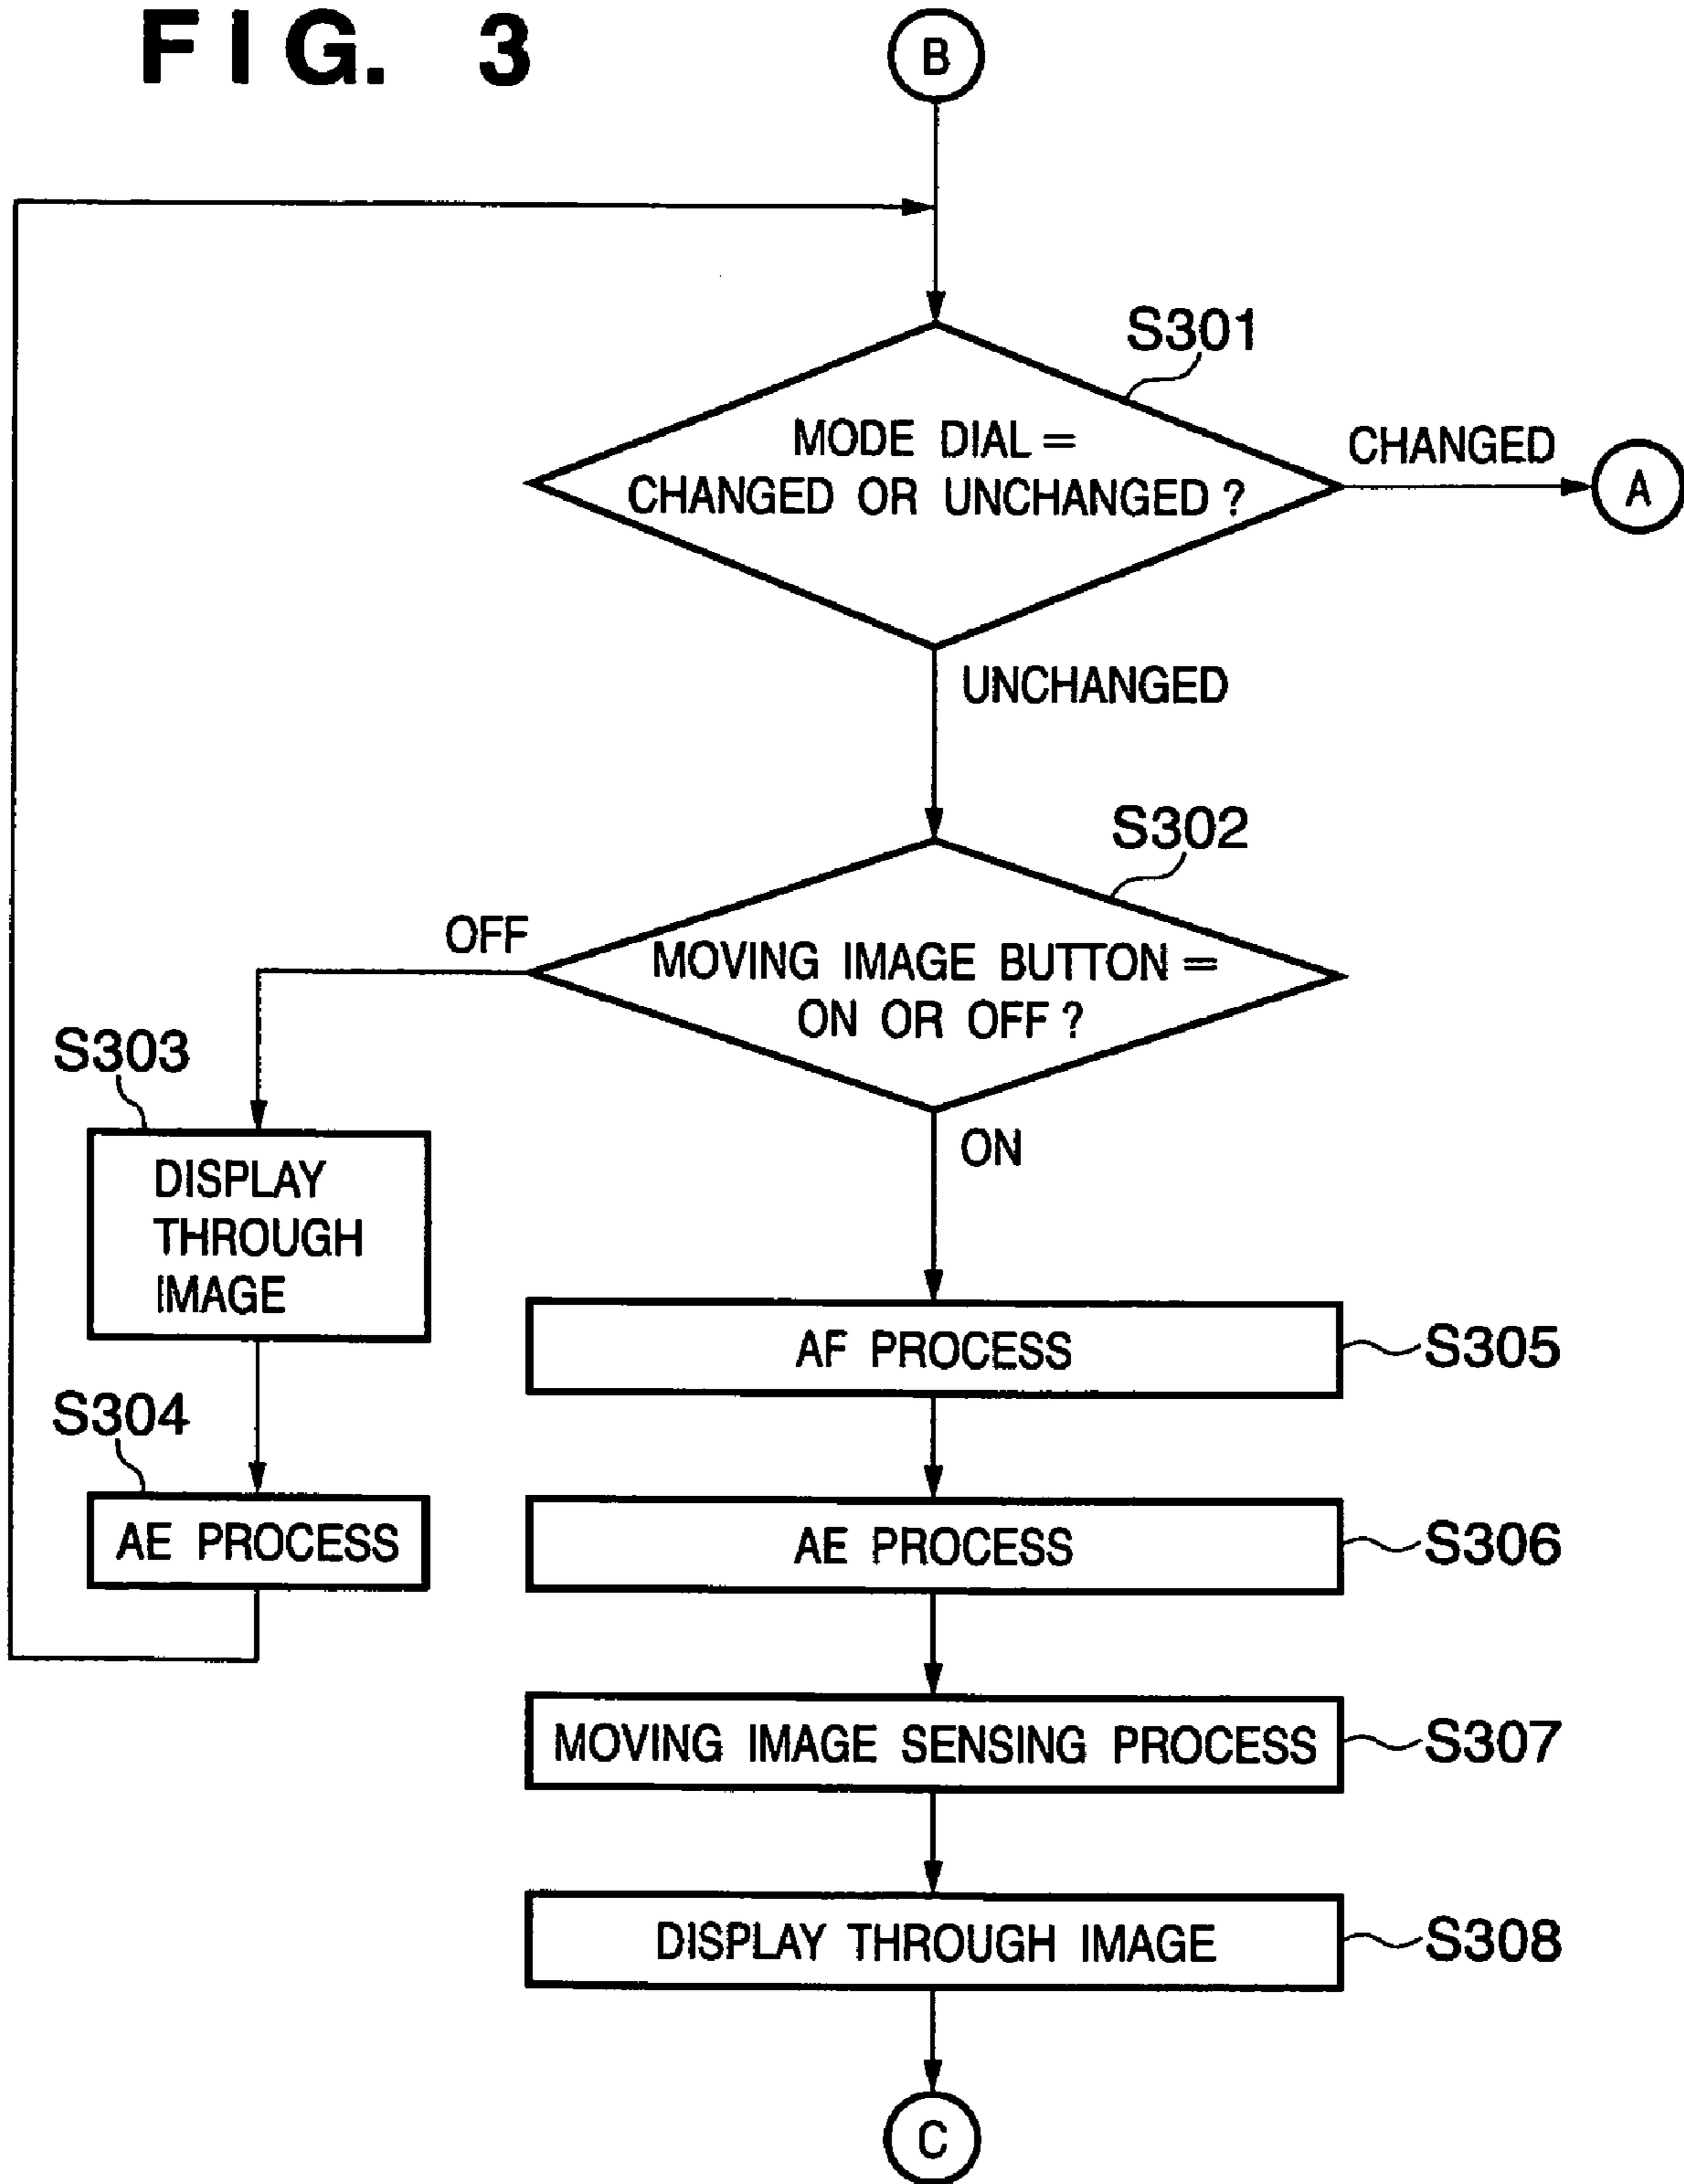 FIG. 3
B
S301
MODE DIAL =
CHANGED OR UNCHANGED ?
CHANGED
A
UNCHANGED
S302
OFF
MOVING IMAGE BUTTON =
ON OR OFF ?
ON
S303
DISPLAY
THROUGH
IMAGE
S304
AE PROCESS
AF PROCESS
S305
AE PROCESS
S306
MOVING IMAGE SENSING PROCESS
S307
DISPLAY THROUGH IMAGE
S308
C